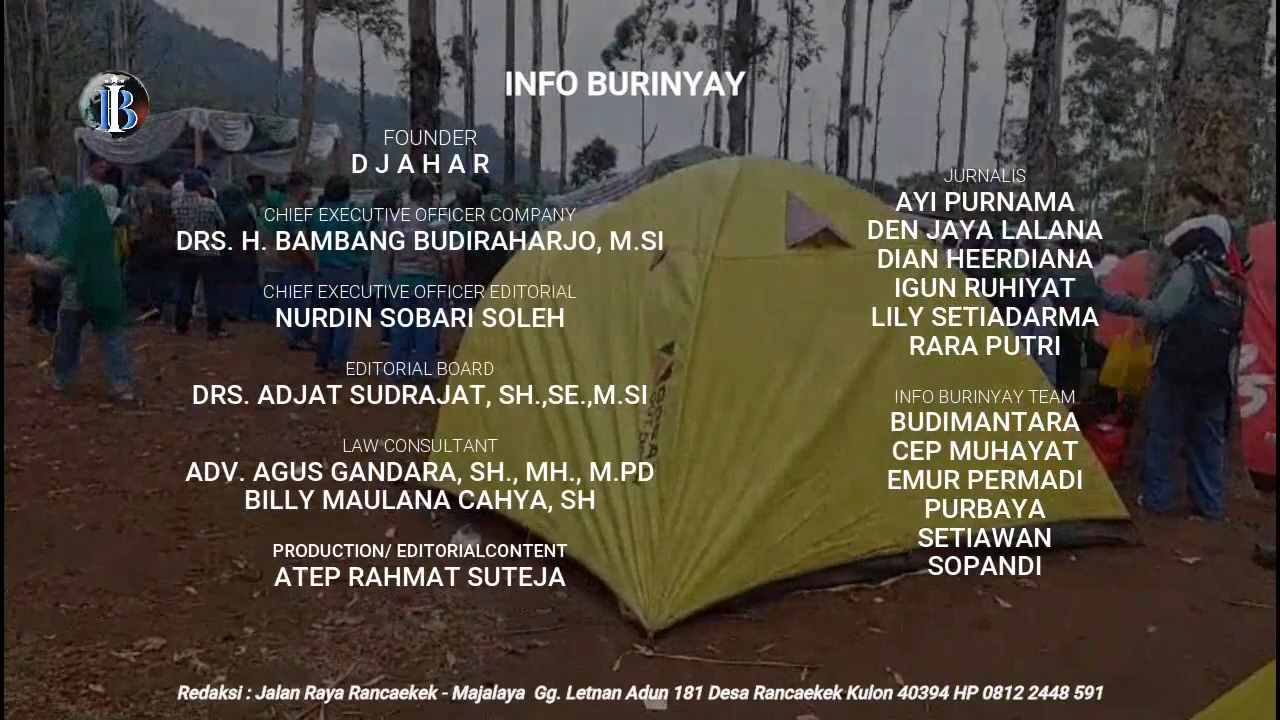 IB
INFO BURINYAY
FOUNDER
DJAHAR
CHIEF EXECUTIVE OFFICER COMPANY
DRS. H. BAMBANG BUDIRAHARJO, M.SI
CHIEF EXECUTIVE OFFICER EDITORIAL
NURDIN SOBARI SOLEH
EDITORIAL BOARD
DRS. ADJAT SUDRAJAT, SH.,SE.,M.SI
LAW CONSULTANT
ADV. AGUS GANDARA, SH., MH., M.PD
BILLY MAULANA CAHYA, SH
PRODUCTION/ EDITORIALCONTENT
ATEP RAHMAT SUTEJA
JURNALIS
AYI PURNAMA
DEN JAYA LALANA
DIAN HEERDIANA
IGUN RUHIYAT
LILY SETIADARMA
RARA PUTRI
INFO BURINYAY TEAM
BUDIMANTARA
CEP MUHAYAT
EMUR PERMADI
PURBAYA
SETIAWAN
SOPANDI
Redaksi : Jalan Raya Rancaekek - Majalaya Gg. Letnan Adun 181 Desa Rancaekek Kulon 40394 HP 0812 2448 591